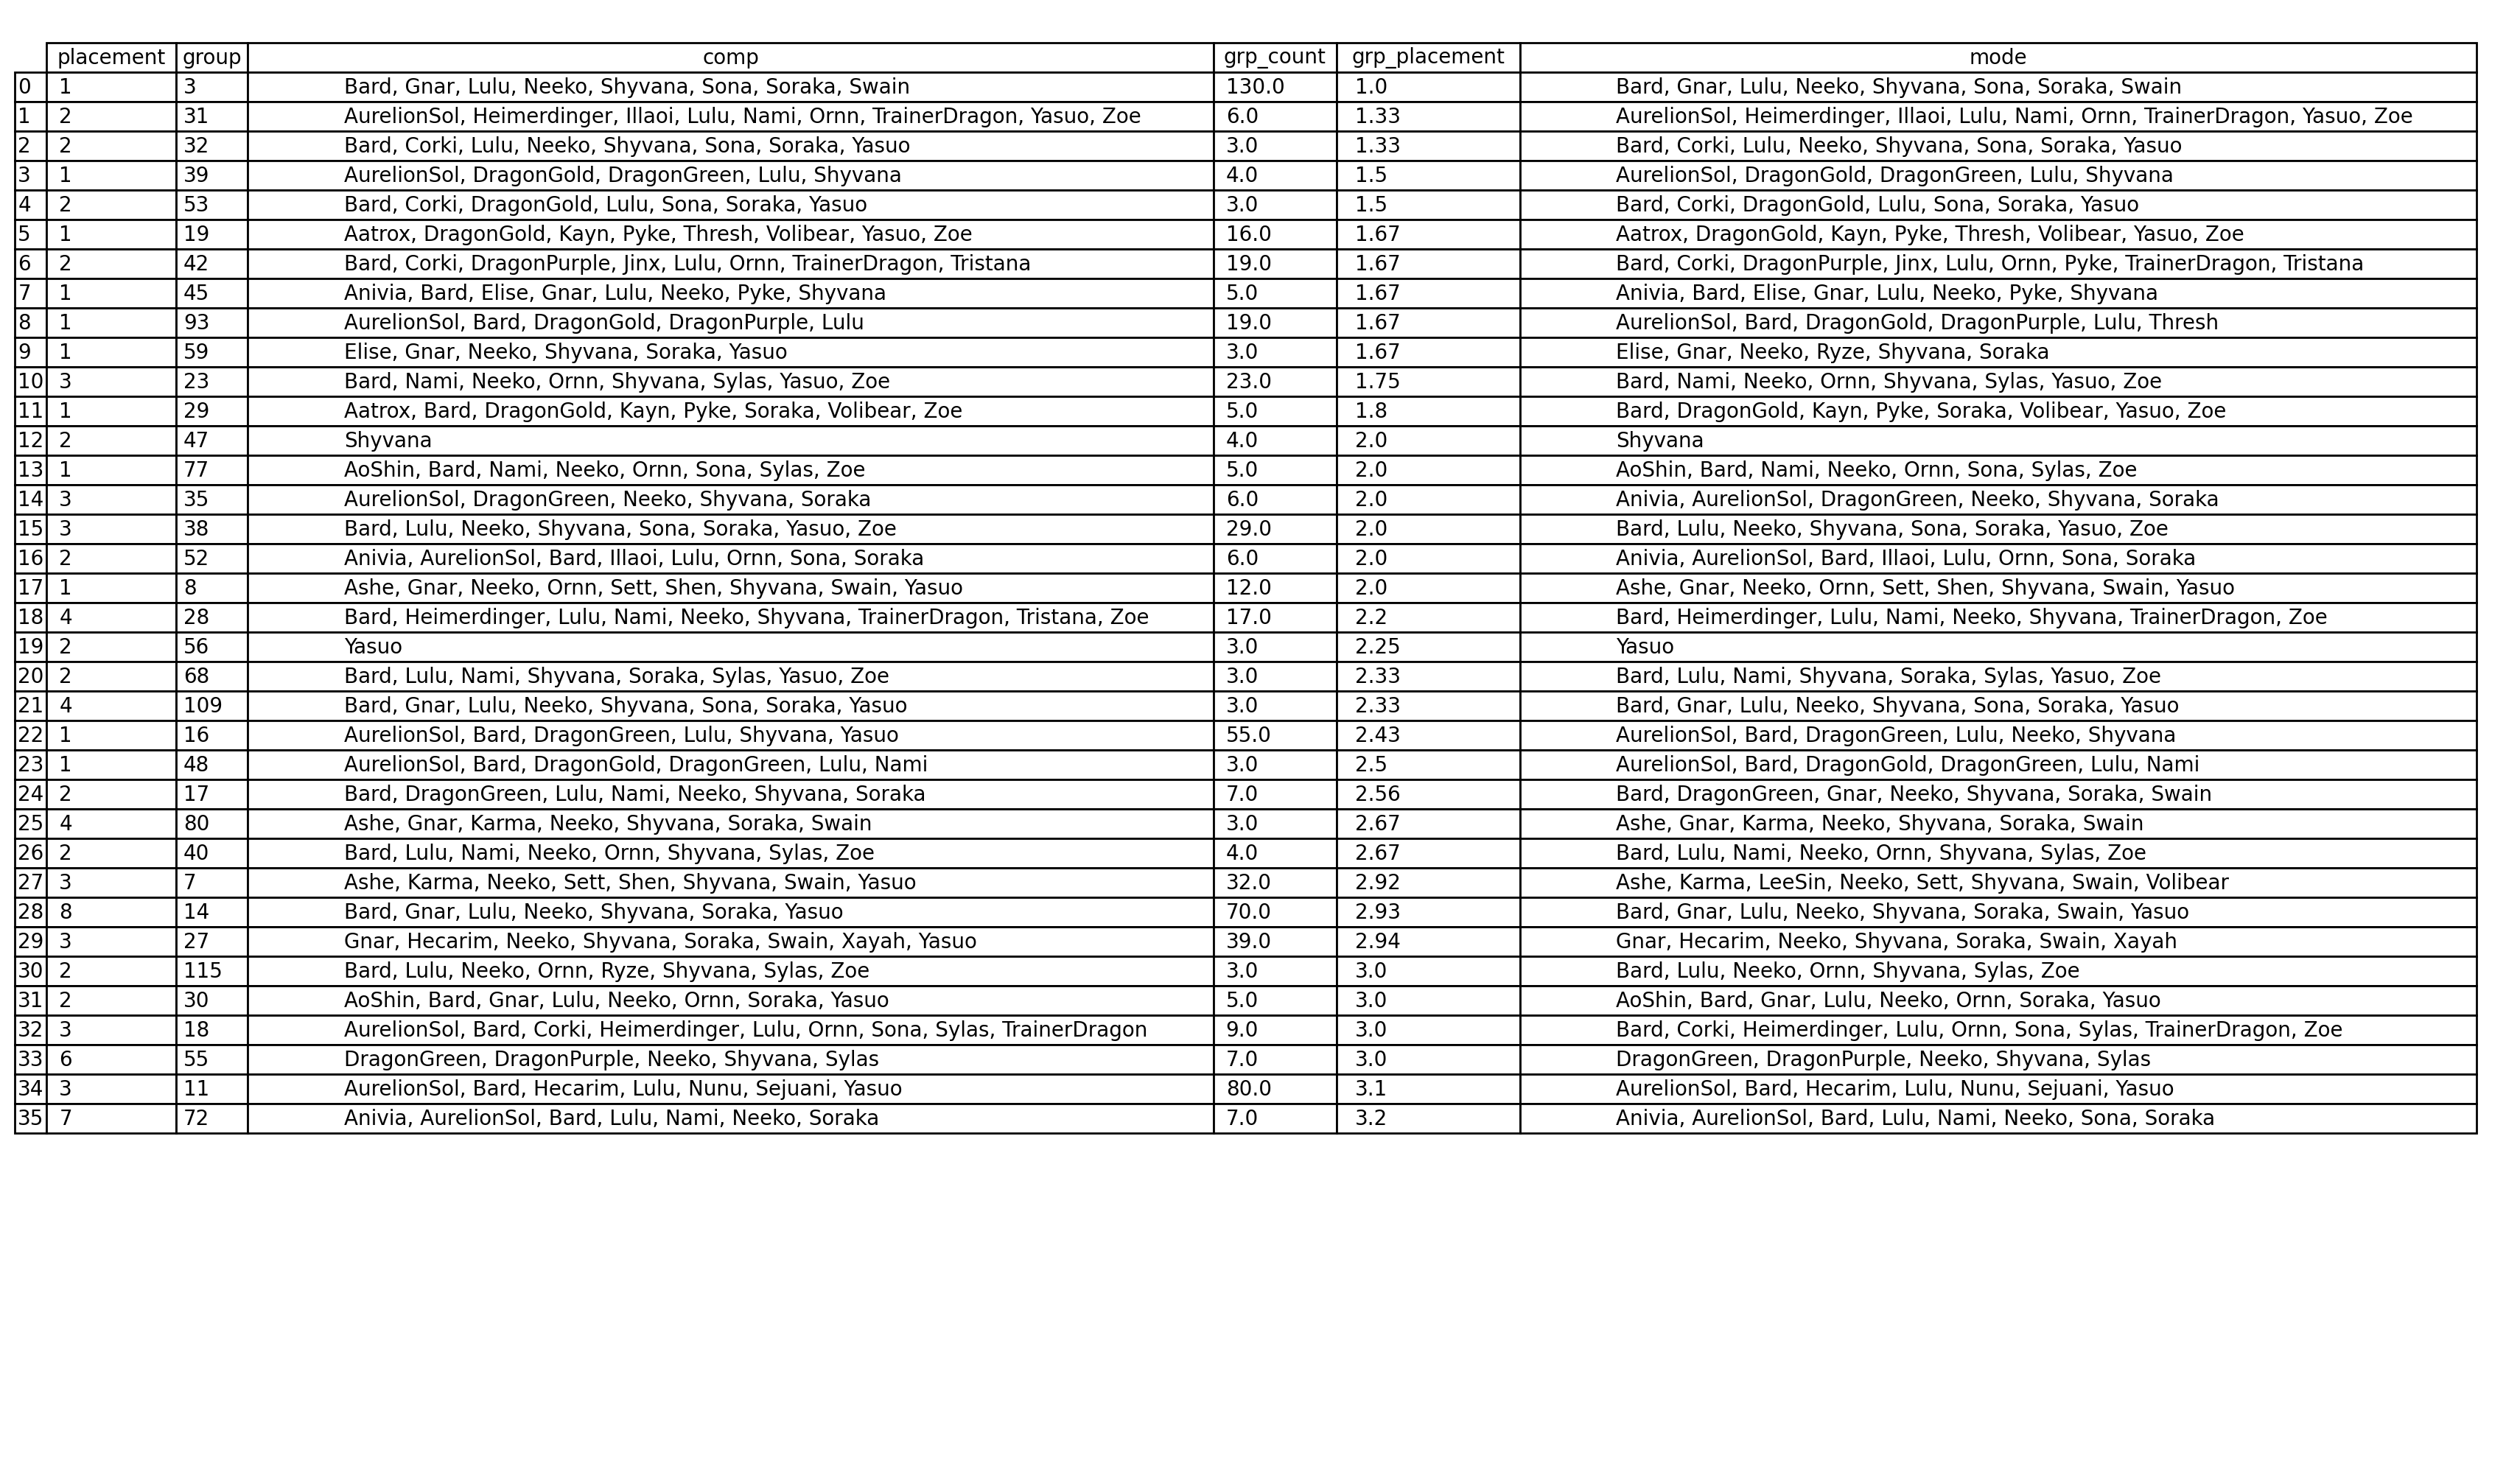 placement group comp grp_count grp_placement mode
0 1 3 Bard, Gnar, Lulu, Neeko, Shyvana, Sona, Soraka, Swain 130.0 1.0 Bard, Gnar, Lulu, Neeko, Shyvana, Sona, Soraka, Swain
1 2 31 AurelionSol, Heimerdinger, Illaoi, Lulu, Nami, Ornn, TrainerDragon, Yasuo, Zoe 6.0 1.33 AurelionSol, Heimerdinger, Illaoi, Lulu, Nami, Ornn, TrainerDragon, Yasuo, Zoe
2 2 32 Bard, Corki, Lulu, Neeko, Shyvana, Sona, Soraka, Yasuo 3.0 1.33 Bard, Corki, Lulu, Neeko, Shyvana, Sona, Soraka, Yasuo
3 1 39 AurelionSol, DragonGold, DragonGreen, Lulu, Shyvana 4.0 1.5 AurelionSol, DragonGold, DragonGreen, Lulu, Shyvana
4 2 53 Bard, Corki, DragonGold, Lulu, Sona, Soraka, Yasuo 3.0 1.5 Bard, Corki, DragonGold, Lulu, Sona, Soraka, Yasuo
5 1 19 Aatrox, DragonGold, Kayn, Pyke, Thresh, Volibear, Yasuo, Zoe 16.0 1.67 Aatrox, DragonGold, Kayn, Pyke, Thresh, Volibear, Yasuo, Zoe
6 2 42 Bard, Corki, DragonPurple, Jinx, Lulu, Ornn, TrainerDragon, Tristana 19.0 1.67 Bard, Corki, DragonPurple, Jinx, Lulu, Ornn, Pyke, TrainerDragon, Tristana
7 1 45 Anivia, Bard, Elise, Gnar, Lulu, Neeko, Pyke, Shyvana 5.0 1.67 Anivia, Bard, Elise, Gnar, Lulu, Neeko, Pyke, Shyvana
8 1 93 AurelionSol, Bard, DragonGold, DragonPurple, Lulu 19.0 1.67 AurelionSol, Bard, DragonGold, DragonPurple, Lulu, Thresh
9 1 59 Elise, Gnar, Neeko, Shyvana, Soraka, Yasuo 3.0 1.67 Elise, Gnar, Neeko, Ryze, Shyvana, Soraka
10 3 23 Bard, Nami, Neeko, Ornn, Shyvana, Sylas, Yasuo, Zoe 23.0 1.75 Bard, Nami, Neeko, Ornn, Shyvana, Sylas, Yasuo, Zoe
11 1 29 Aatrox, Bard, DragonGold, Kayn, Pyke, Soraka, Volibear, Zoe 5.0 1.8 Bard, DragonGold, Kayn, Pyke, Soraka, Volibear, Yasuo, Zoe
12 2 47 Shyvana 4.0 2.0 Shyvana
13 1 77 AoShin, Bard, Nami, Neeko, Ornn, Sona, Sylas, Zoe 5.0 2.0 AoShin, Bard, Nami, Neeko, Ornn, Sona, Sylas, Zoe
14 3 35 AurelionSol, DragonGreen, Neeko, Shyvana, Soraka 6.0 2.0 Anivia, AurelionSol, DragonGreen, Neeko, Shyvana, Soraka
15 3 38 Bard, Lulu, Neeko, Shyvana, Sona, Soraka, Yasuo, Zoe 29.0 2.0 Bard, Lulu, Neeko, Shyvana, Sona, Soraka, Yasuo, Zoe
16 2 52 Anivia, AurelionSol, Bard, Illaoi, Lulu, Ornn, Sona, Soraka 6.0 2.0 Anivia, AurelionSol, Bard, Illaoi, Lulu, Ornn, Sona, Soraka
17 1 8 Ashe, Gnar, Neeko, Ornn, Sett, Shen, Shyvana, Swain, Yasuo 12.0 2.0 Ashe, Gnar, Neeko, Ornn, Sett, Shen, Shyvana, Swain, Yasuo
18 4 28 Bard, Heimerdinger, Lulu, Nami, Neeko, Shyvana, TrainerDragon, Tristana, Zoe 17.0 2.2 Bard, Heimerdinger, Lulu, Nami, Neeko, Shyvana, TrainerDragon, Zoe
19 2 56 Yasuo 3.0 2.25 Yasuo
20 2 68 Bard, Lulu, Nami, Shyvana, Soraka, Sylas, Yasuo, Zoe 3.0 2.33 Bard, Lulu, Nami, Shyvana, Soraka, Sylas, Yasuo, Zoe
21 4 109 Bard, Gnar, Lulu, Neeko, Shyvana, Sona, Soraka, Yasuo 3.0 2.33 Bard, Gnar, Lulu, Neeko, Shyvana, Sona, Soraka, Yasuo
22 1 16 AurelionSol, Bard, DragonGreen, Lulu, Shyvana, Yasuo 55.0 2.43 AurelionSol, Bard, DragonGreen, Lulu, Neeko, Shyvana
23 1 48 AurelionSol, Bard, DragonGold, DragonGreen, Lulu, Nami 3.0 2.5 AurelionSol, Bard, DragonGold, DragonGreen, Lulu, Nami
24 2 17 Bard, DragonGreen, Lulu, Nami, Neeko, Shyvana, Soraka 7.0 2.56 Bard, DragonGreen, Gnar, Neeko, Shyvana, Soraka, Swain
25 4 80 Ashe, Gnar, Karma, Neeko, Shyvana, Soraka, Swain 3.0 2.67 Ashe, Gnar, Karma, Neeko, Shyvana, Soraka, Swain
26 2 40 Bard, Lulu, Nami, Neeko, Ornn, Shyvana, Sylas, Zoe 4.0 2.67 Bard, Lulu, Nami, Neeko, Ornn, Shyvana, Sylas, Zoe
27 3 7 Ashe, Karma, Neeko, Sett, Shen, Shyvana, Swain, Yasuo 32.0 2.92 Ashe, Karma, LeeSin, Neeko, Sett, Shyvana, Swain, Volibear
28 8 14 Bard, Gnar, Lulu, Neeko, Shyvana, Soraka, Yasuo 70.0 2.93 Bard, Gnar, Lulu, Neeko, Shyvana, Soraka, Swain, Yasuo
29 3 27 Gnar, Hecarim, Neeko, Shyvana, Soraka, Swain, Xayah, Yasuo 39.0 2.94 Gnar, Hecarim, Neeko, Shyvana, Soraka, Swain, Xayah
30 2 115 Bard, Lulu, Neeko, Ornn, Ryze, Shyvana, Sylas, Zoe 3.0 3.0 Bard, Lulu, Neeko, Ornn, Shyvana, Sylas, Zoe
31 2 30 AoShin, Bard, Gnar, Lulu, Neeko, Ornn, Soraka, Yasuo 5.0 3.0 AoShin, Bard, Gnar, Lulu, Neeko, Ornn, Soraka, Yasuo
32 3 18 AurelionSol, Bard, Corki, Heimerdinger, Lulu, Ornn, Sona, Sylas, TrainerDragon 9.0 3.0 Bard, Corki, Heimerdinger, Lulu, Ornn, Sona, Sylas, TrainerDragon, Zoe
33 6 55 DragonGreen, DragonPurple, Neeko, Shyvana, Sylas 7.0 3.0 DragonGreen, DragonPurple, Neeko, Shyvana, Sylas
34 3 11 AurelionSol, Bard, Hecarim, Lulu, Nunu, Sejuani, Yasuo 80.0 3.1 AurelionSol, Bard, Hecarim, Lulu, Nunu, Sejuani, Yasuo
35 7 72 Anivia, AurelionSol, Bard, Lulu, Nami, Neeko, Soraka 7.0 3.2 Anivia, AurelionSol, Bard, Lulu, Nami, Neeko, Sona, Soraka